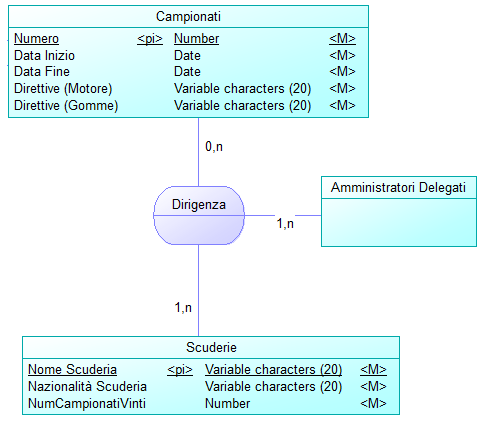 Campionati
Numero <pi> Number <M>
Data Inizio Date <M>
Data Fine Date <M>
Direttive (Motore) Variable characters (20) <M>
Direttive (Gomme) Variable characters (20) <M>
0,n
Dirigenza
Amministratori Delegati
1,n
1,n
Scuderie
Nome Scuderia <pi> Variable characters (20) <M>
Nazionalità Scuderia Variable characters (20) <M>
NumCampionatiVinti Number <M>